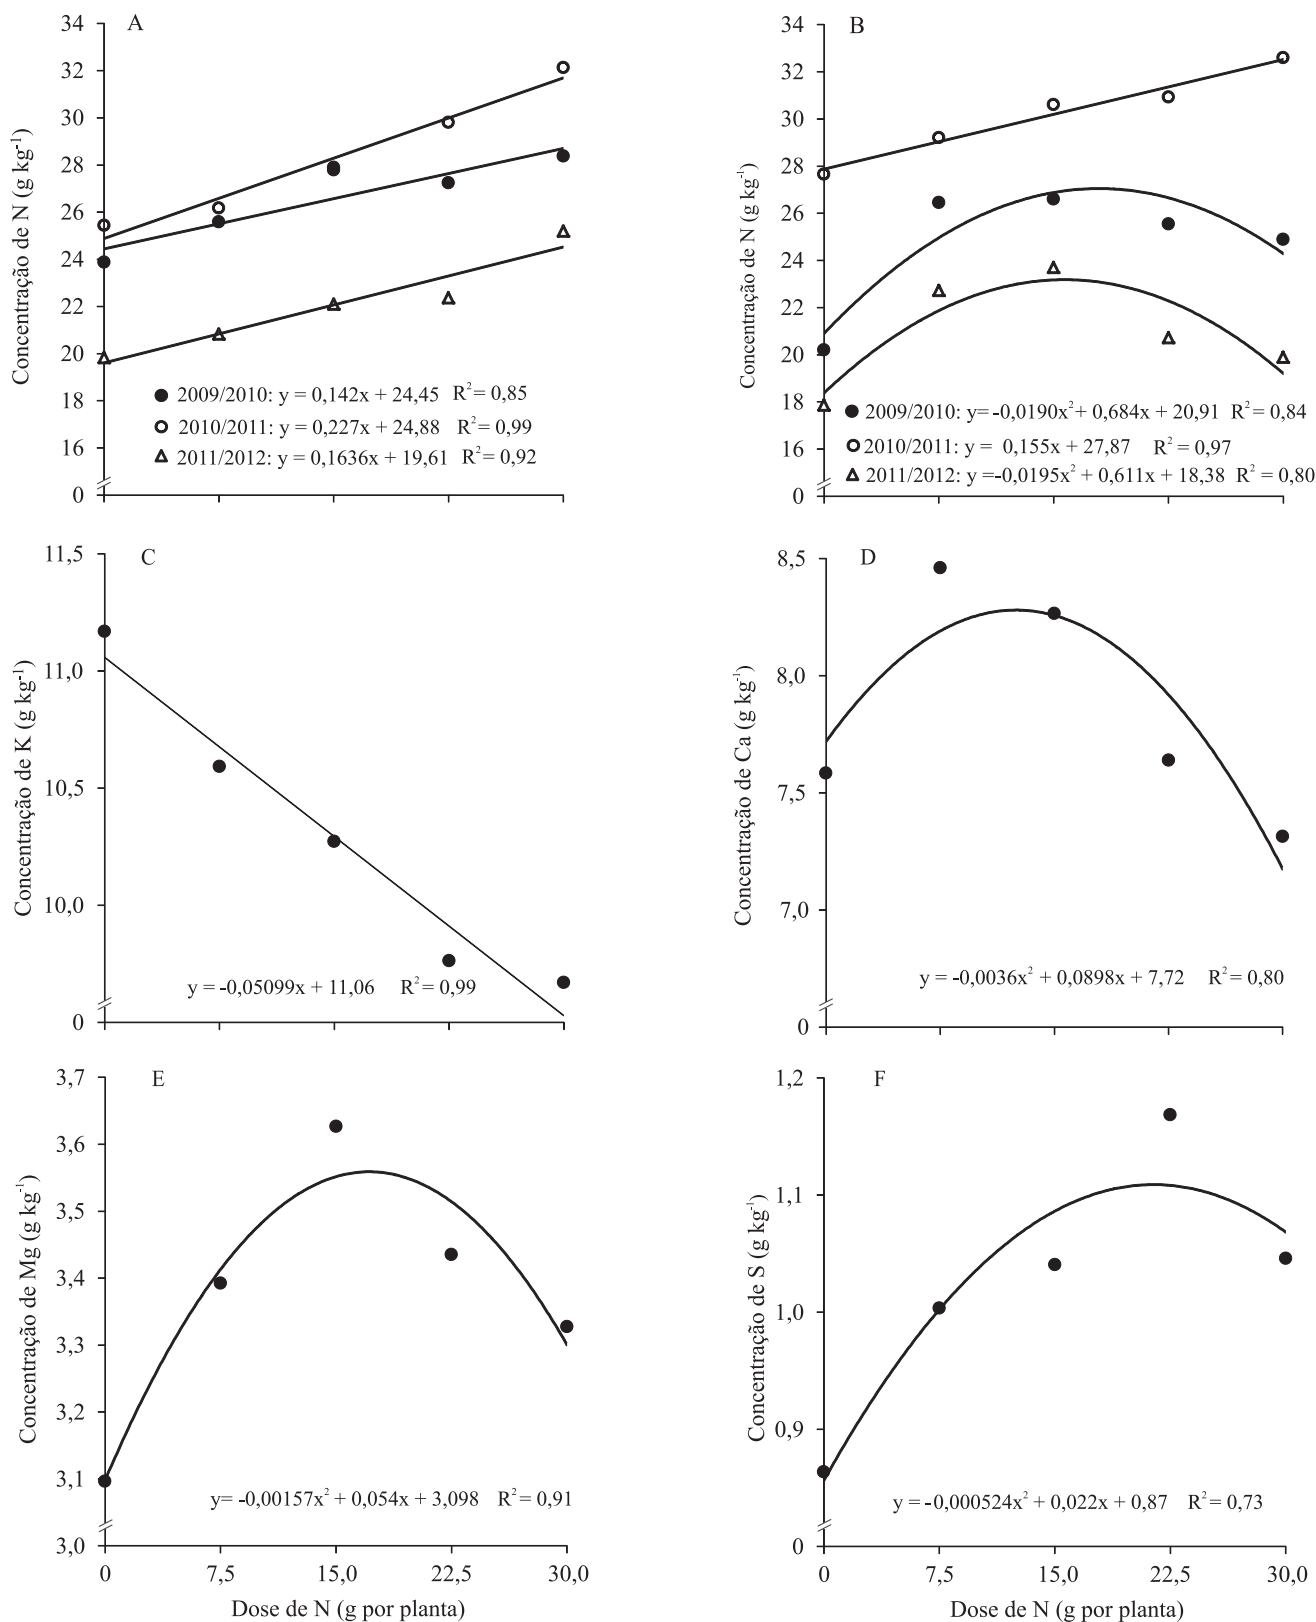 A
34
32
30
28
26
24
22
20
18
16
0
Concentração de N (g kg⁻¹)
2009/2010: y = 0,142x + 24,45 R² = 0,85
2010/2011: y = 0,227x + 24,88 R² = 0,99
2011/2012: y = 0,1636x + 19,61 R² = 0,92
B
34
32
30
28
26
24
22
20
18
16
0
Concentração de N (g kg⁻¹)
2009/2010: y=-0,0190x² + 0,684x + 20,91 R² = 0,84
2010/2011: y = 0,155x + 27,87 R² = 0,97
2011/2012: y=-0,0195x² + 0,611x + 18,38 R² = 0,80
C
11,5
11,0
10,5
10,0
0
Concentração de K (g kg⁻¹)
y = -0,05099x + 11,06 R² = 0,99
D
8,5
8,0
7,5
7,0
0
Concentração de Ca (g kg⁻¹)
y = -0,0036x² + 0,0898x + 7,72 R² = 0,80
E
3,7
3,6
3,5
3,4
3,3
3,2
3,1
3,0
Concentração de Mg (g kg⁻¹)
y= -0,00157x² + 0,054x + 3,098 R² = 0,91
0 7,5 15,0 22,5 30,0
Dose de N (g por planta)
F
1,2
1,1
1,0
0,9
0
Concentração de S (g kg⁻¹)
y = -0,000524x² + 0,022x + 0,87 R² = 0,73
0 7,5 15,0 22,5 30,0
Dose de N (g por planta)